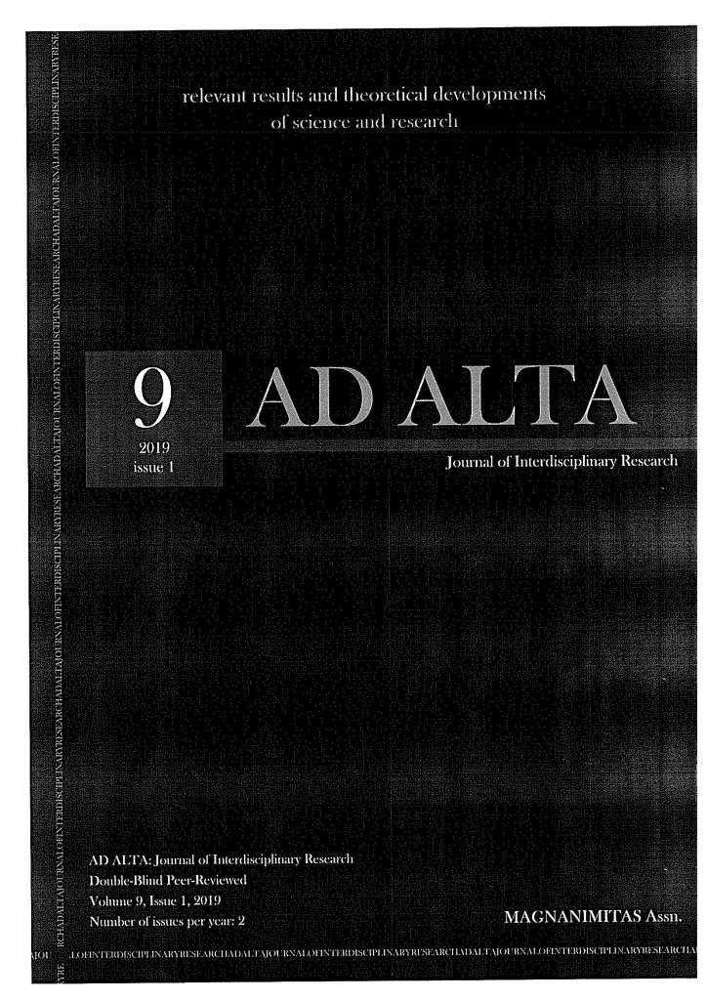 relevant results and theoretical developments
of science and research
9
2019
issue 1
AD ALTA
Journal of Interdisciplinary Research
AD ALTA: Journal of Interdisciplinary Research
Double-Blind Peer-Reviewed
Volume 9, Issue 1, 2019
Number of issues per year: 2
MAGNANIMITAS Assn.
RCHADALTAJOURNALOFINTERDISCIPLINARYRESEARCHADALTAJOURNALOFINTERDISCIPLINARYRESEARCHADALTAJOURNALOFINTERDISCIPLINARYRESEARCHADALTAJOURNALOFINTERDISCIPLINARYRESE
LOFINTERDISCIPLINARYRESEARCHADALTAJOURNALOFINTERDISCIPLINARYRESEARCHADALTAJOURNALOFINTERDISCIPLINARYRESEARCHA